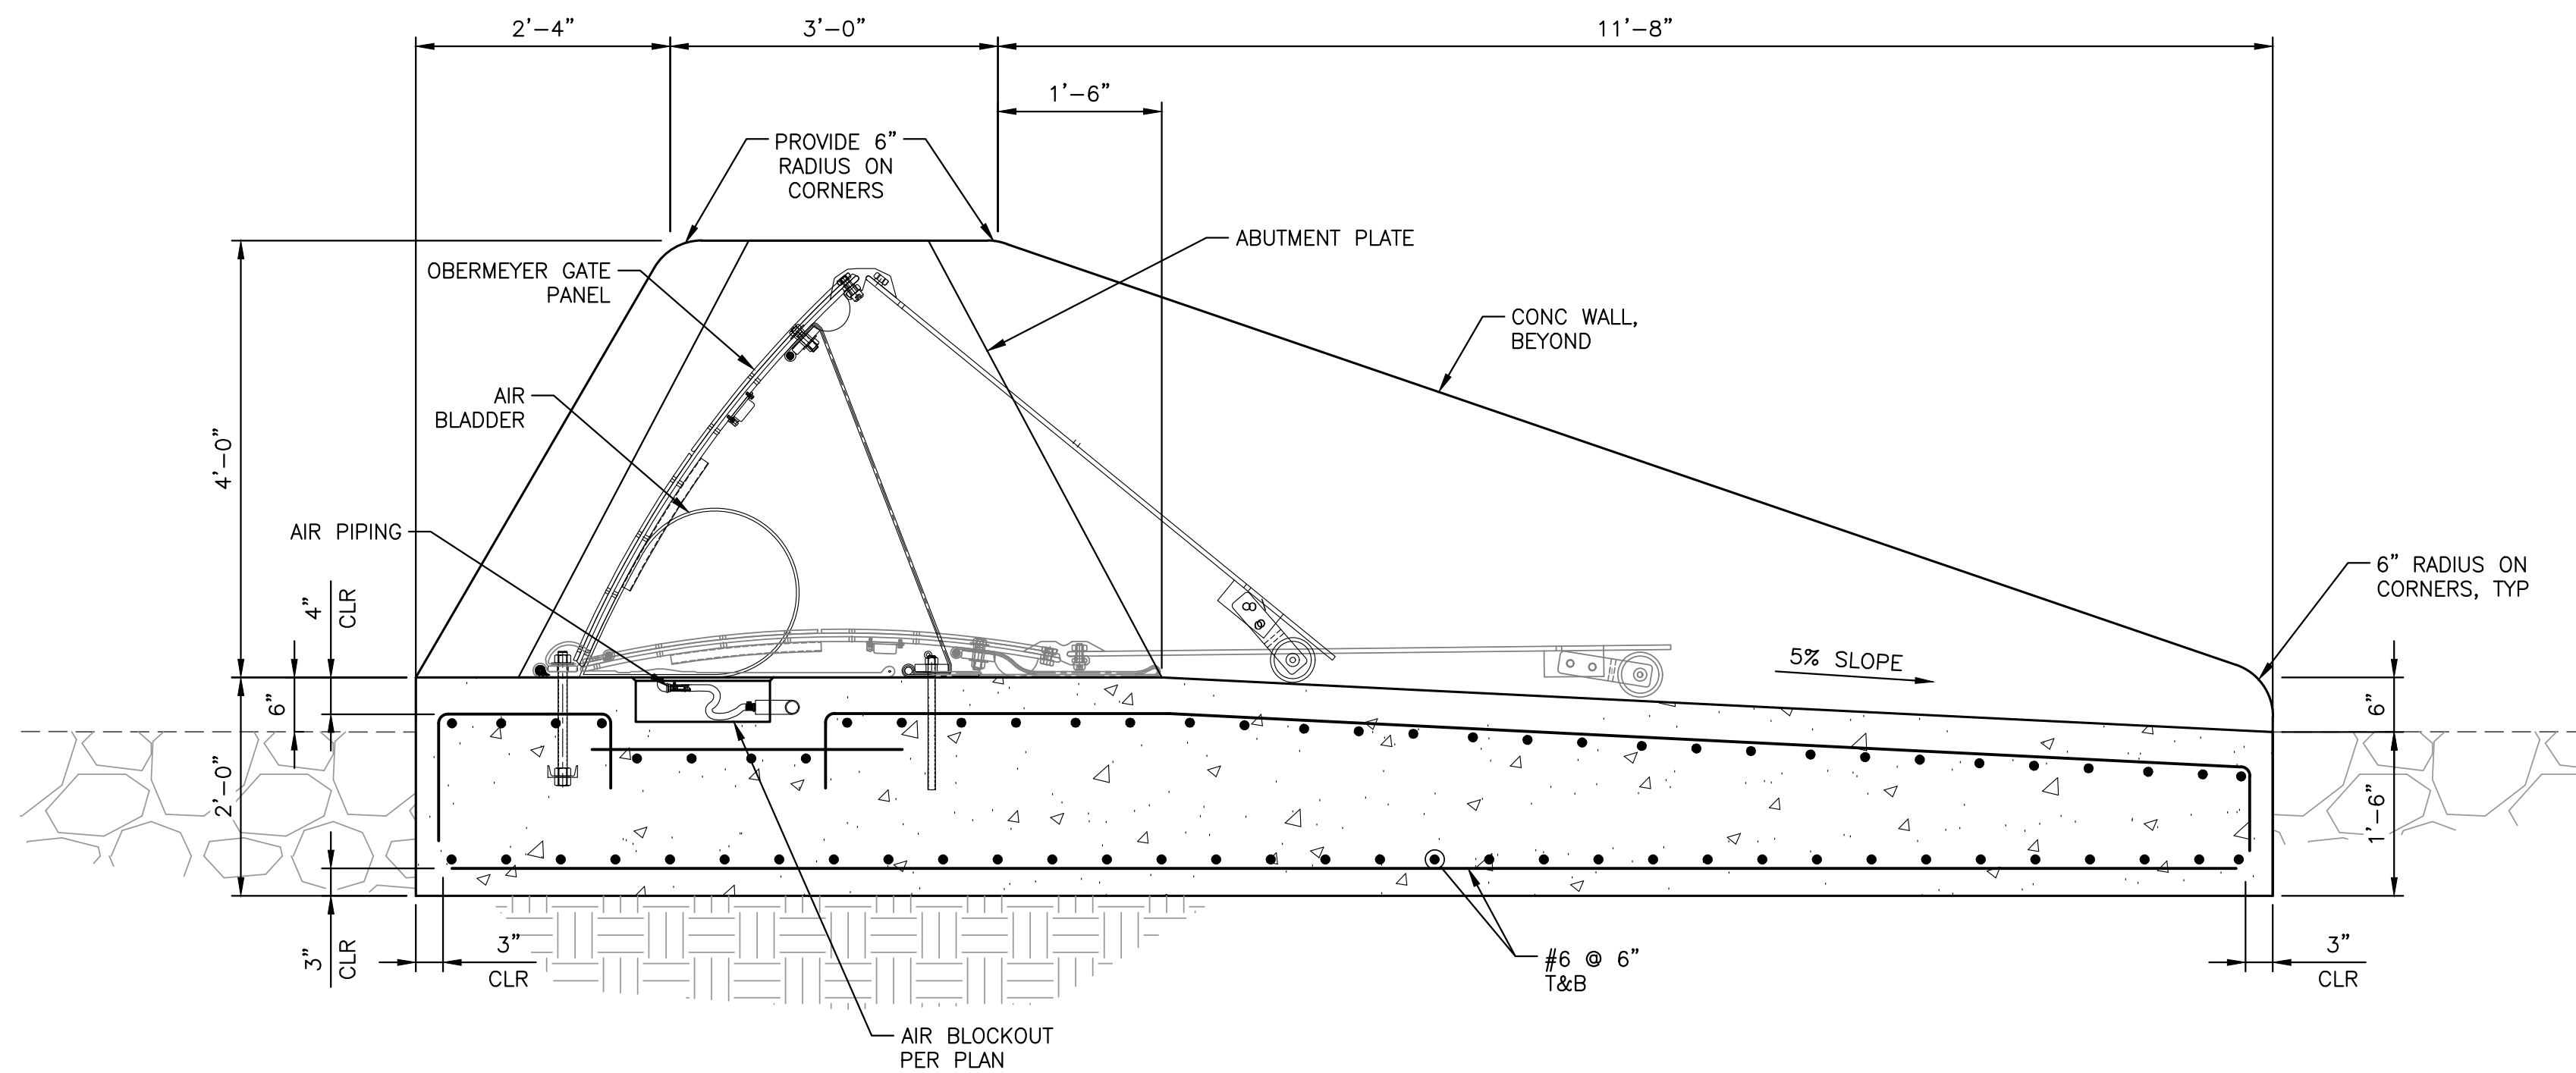 2'-4"
3'-0"
11'-8"
1'-6"
PROVIDE 6"
RADIUS ON
CORNERS
ABUTMENT PLATE
OBERMEYER GATE
PANEL
CONC WALL,
BEYOND
AIR
BLADDER
4'-0"
AIR PIPING
6" RADIUS ON
CORNERS, TYP
4"
CLR
5% SLOPE
6"
6"
2'-0"
1'-6"
3"
CLR
3"
CLR
#6 @ 6"
T&B
3"
CLR
AIR BLOCKOUT
PER PLAN